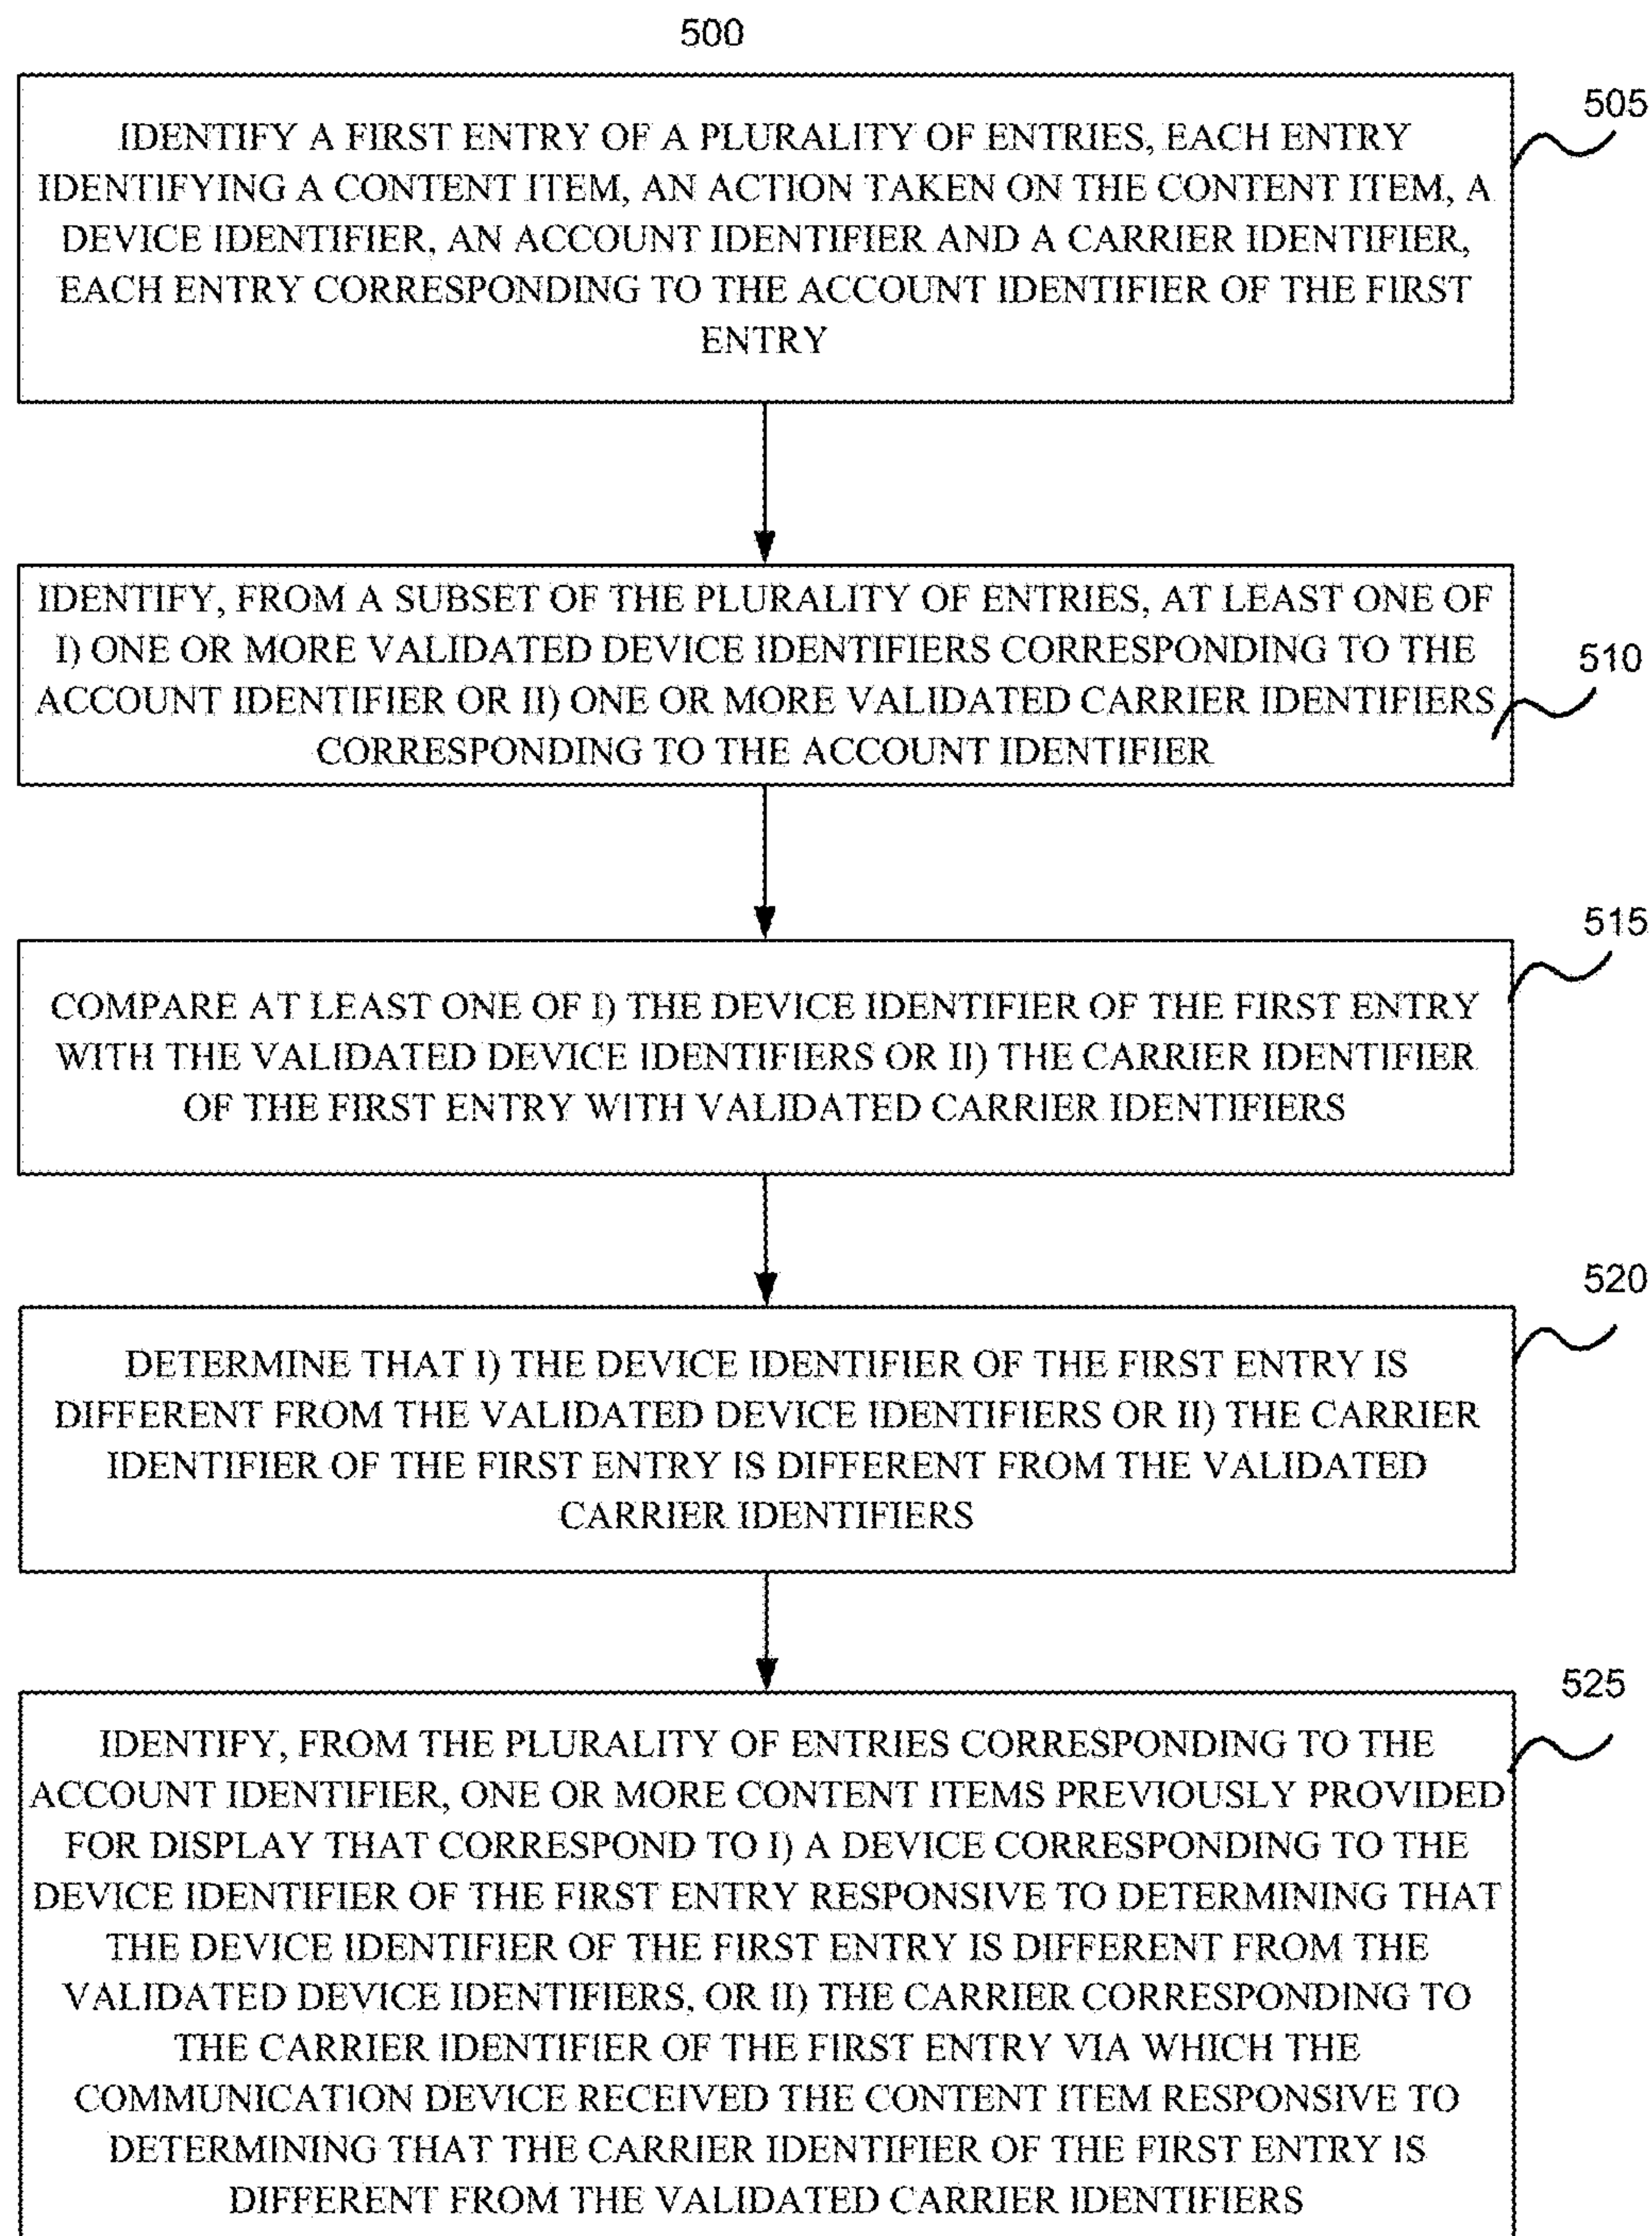 500
505
IDENTIFY A FIRST ENTRY OF A PLURALITY OF ENTRIES, EACH ENTRY
IDENTIFYING A CONTENT ITEM, AN ACTION TAKEN ON THE CONTENT ITEM, A
DEVICE IDENTIFIER, AN ACCOUNT IDENTIFIER AND A CARRIER IDENTIFIER,
EACH ENTRY CORRESPONDING TO THE ACCOUNT IDENTIFIER OF THE FIRST
ENTRY
IDENTIFY, FROM A SUBSET OF THE PLURALITY OF ENTRIES, AT LEAST ONE OF
I) ONE OR MORE VALIDATED DEVICE IDENTIFIERS CORRESPONDING TO THE
510
ACCOUNT IDENTIFIER OR II) ONE OR MORE VALIDATED CARRIER IDENTIFIERS
CORRESPONDING TO THE ACCOUNT IDENTIFIER
515
COMPARE AT LEAST ONE OF I) THE DEVICE IDENTIFIER OF THE FIRST ENTRY
WITH THE VALIDATED DEVICE IDENTIFIERS OR II) THE CARRIER IDENTIFIER
OF THE FIRST ENTRY WITH VALIDATED CARRIER IDENTIFIERS
520
DETERMINE THAT I) THE DEVICE IDENTIFIER OF THE FIRST ENTRY IS
DIFFERENT FROM THE VALIDATED DEVICE IDENTIFIERS OR II) THE CARRIER
IDENTIFIER OF THE FIRST ENTRY IS DIFFERENT FROM THE VALIDATED
CARRIER IDENTIFIERS
525
IDENTIFY, FROM THE PLURALITY OF ENTRIES CORRESPONDING TO THE
ACCOUNT IDENTIFIER, ONE OR MORE CONTENT ITEMS PREVIOUSLY PROVIDED
FOR DISPLAY THAT CORRESPOND TO I) A DEVICE CORRESPONDING TO THE
DEVICE IDENTIFIER OF THE FIRST ENTRY RESPONSIVE TO DETERMINING THAT
THE DEVICE IDENTIFIER OF THE FIRST ENTRY IS DIFFERENT FROM THE
VALIDATED DEVICE IDENTIFIERS, OR II) THE CARRIER CORRESPONDING TO
THE CARRIER IDENTIFIER OF THE FIRST ENTRY VIA WHICH THE
COMMUNICATION DEVICE RECEIVED THE CONTENT ITEM RESPONSIVE TO
DETERMINING THAT THE CARRIER IDENTIFIER OF THE FIRST ENTRY IS
DIFFERENT FROM THE VALIDATED CARRIER IDENTIFIERS